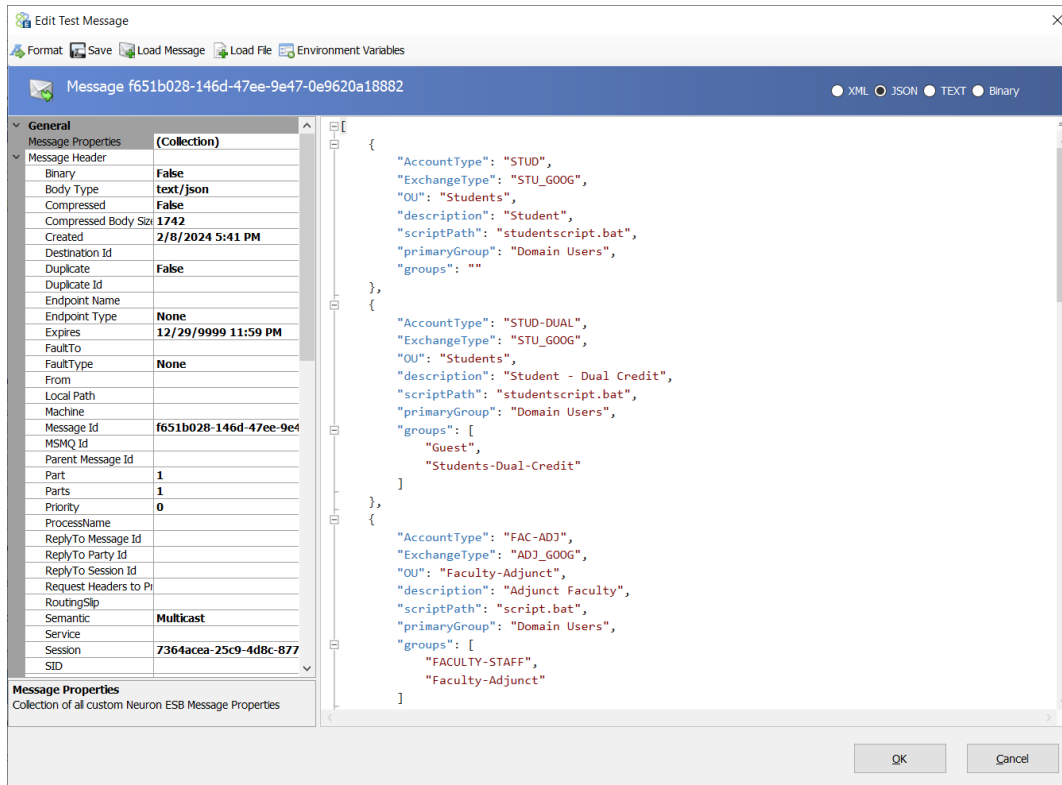 Edit Test Message
Format Save Load Message Load File Environment Variables
Message f651b028-146d-47ee-9e47-0e9620a18882
XML JSON TEXT Binary
General
Message Properties (Collection)
Message Header
Binary False
Body Type text/json
Compressed False
Compressed Body Size 1742
Created 2/8/2024 5:41 PM
Destination Id
Duplicate False
Duplicate Id
Endpoint Name
Endpoint Type None
Expires 12/29/9999 11:59 PM
FaultTo
FaultType None
From
Local Path
Machine
Message Id f651b028-146d-47ee-9e4
MSMQ Id
Parent Message Id
Part 1
Parts 1
Priority 0
ProcessName
ReplyTo Message Id
ReplyTo Party Id
ReplyTo Session Id
Request Headers to Pr
RoutingSlip
Semantic Multicast
Service
Session 7364acea-25c9-4d8c-877
SID
Message Properties
Collection of all custom Neuron ESB Message Properties
[
{
"AccountType": "STUD",
"ExchangeType": "STU_GOOG",
"OU": "Students",
"description": "Student",
"scriptPath": "studentscript.bat",
"primaryGroup": "Domain Users",
"groups": ""
},
{
"AccountType": "STUD-DUAL",
"ExchangeType": "STU_GOOG",
"OU": "Students",
"description": "Student - Dual Credit",
"scriptPath": "studentscript.bat",
"primaryGroup": "Domain Users",
"groups": [
"Guest",
"Students-Dual-Credit"
]
},
{
"AccountType": "FAC-ADJ",
"ExchangeType": "ADJ_GOOG",
"OU": "Faculty-Adjunct",
"description": "Adjunct Faculty",
"scriptPath": "script.bat",
"primaryGroup": "Domain Users",
"groups": [
"FACULTY-STAFF",
"Faculty-Adjunct"
]
OK Cancel